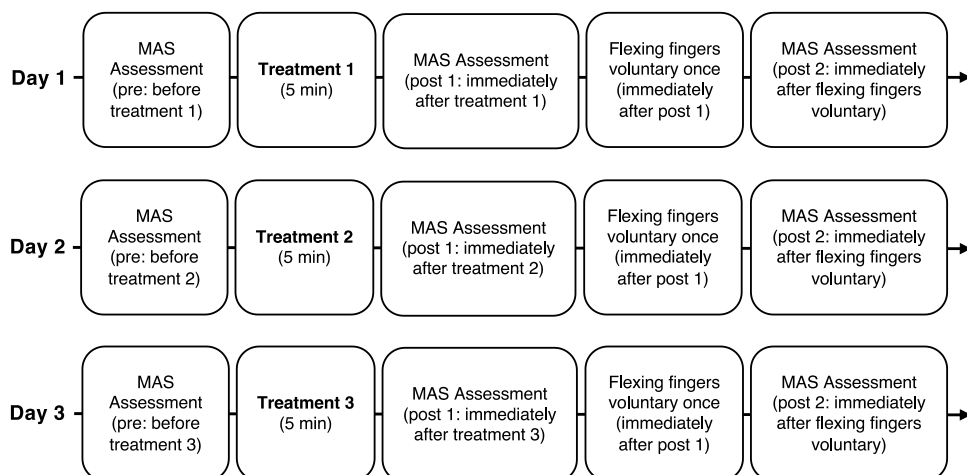 Day 1
MAS
Assessment
(pre: before
treatment 1)
Treatment 1
(5 min)
MAS Assessment
(post 1: immediately
after treatment 1)
Flexing fingers
voluntary once
(immediately
after post 1)
MAS Assessment
(post 2: immediately
after flexing fingers
voluntary)
Day 2
MAS
Assessment
(pre: before
treatment 2)
Treatment 2
(5 min)
MAS Assessment
(post 1: immediately
after treatment 2)
Flexing fingers
voluntary once
(immediately
after post 1)
MAS Assessment
(post 2: immediately
after flexing fingers
voluntary)
Day 3
MAS
Assessment
(pre: before
treatment 3)
Treatment 3
(5 min)
MAS Assessment
(post 1: immediately
after treatment 3)
Flexing fingers
voluntary once
(immediately
after post 1)
MAS Assessment
(post 2: immediately
after flexing fingers
voluntary)